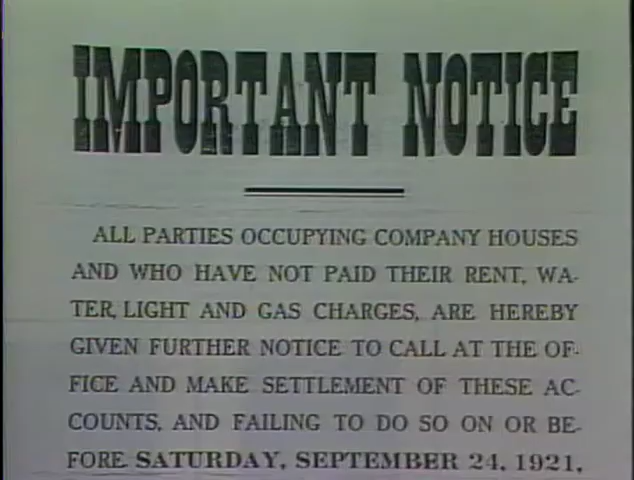 IMPORTANT NOTICE
ALL PARTIES OCCUPYING COMPANY HOUSES
AND WHO HAVE NOT PAID THEIR RENT, WA-
TER, LIGHT AND GAS CHARGES, ARE HEREBY
GIVEN FURTHER NOTICE TO CALL AT THE OF-
FICE AND MAKE SETTLEMENT OF THESE AC-
COUNTS, AND FAILING TO DO SO ON OR BE-
FORE SATURDAY, SEPTEMBER 24, 1921,